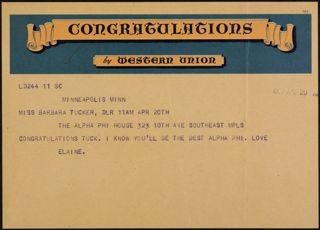 CONGRATULATIONS
by WESTERN UNION
LD244 11 SC
MINNEAPOLIS MINN
MISS BARBARA TUCKER, DLR 11AM APR 20TH
THE ALPHA PHI HOUSE 323 10TH AVE SOUTHEAST MPLS
CONGRATULATIONS TUCK. I KNOW YOU'LL BE THE BEST ALPHA PHI. LOVE
ELAINE.